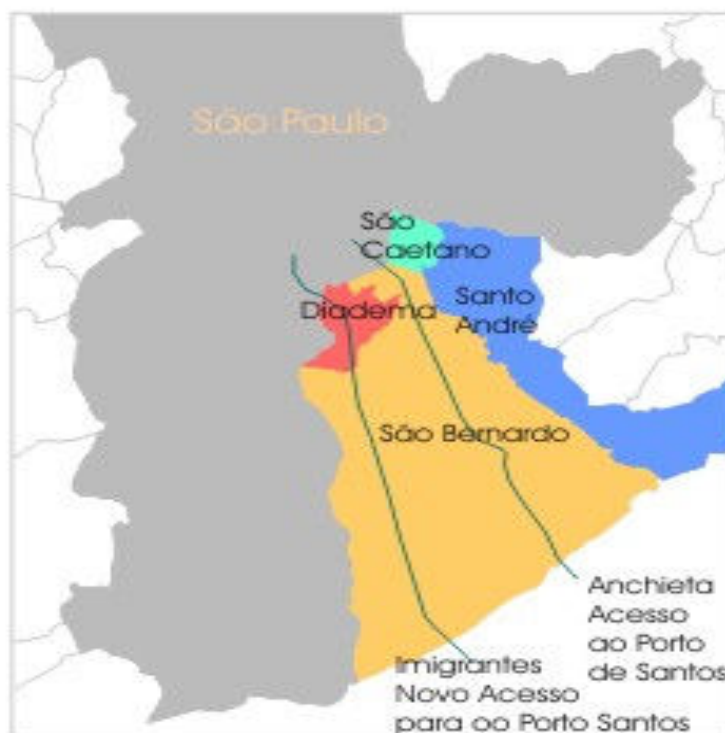 São Paulo
São
Caetano
Diadema
Santo
André
São Bernardo
Anchieta
Acesso
ao Porto
de Santos
Imigrantes
Novo Acesso
para oo Porto Santos